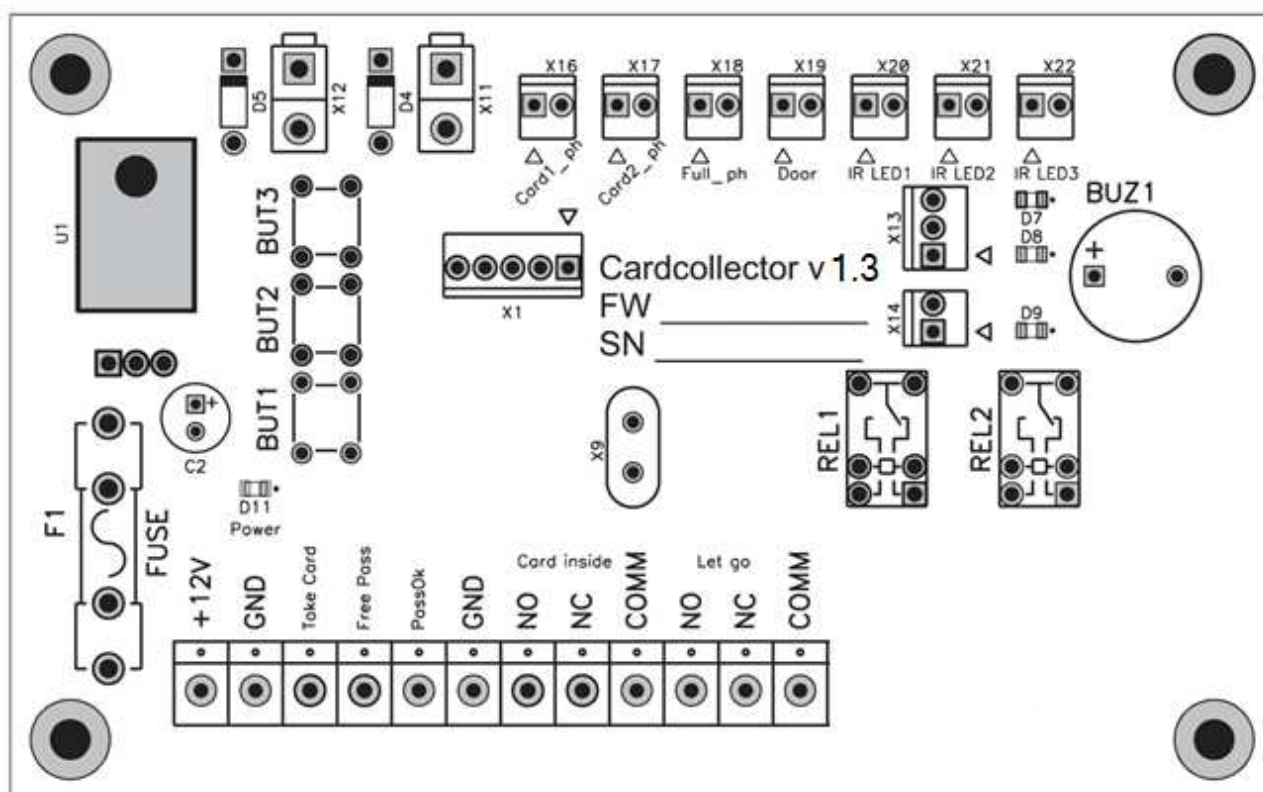 X16 X17 X18 X19 X20 X21 X22
D5 X12 D4 X11
Card1_ph Card2_ph Full_ph Door IR LED1 IR LED2 IR LED3
U1
BUT3
X13
D7
BUZ1
D8
+
Cardcollector v 1.3
X1
FW
BUT2
X14
D9
SN
+
C2
BUT1
X9
REL1
REL2
F1
FUSE
D11
Power
Card inside Let go
+12V GND Take Card Free Pass PassOk GND NO NC COMM NO NC COMM